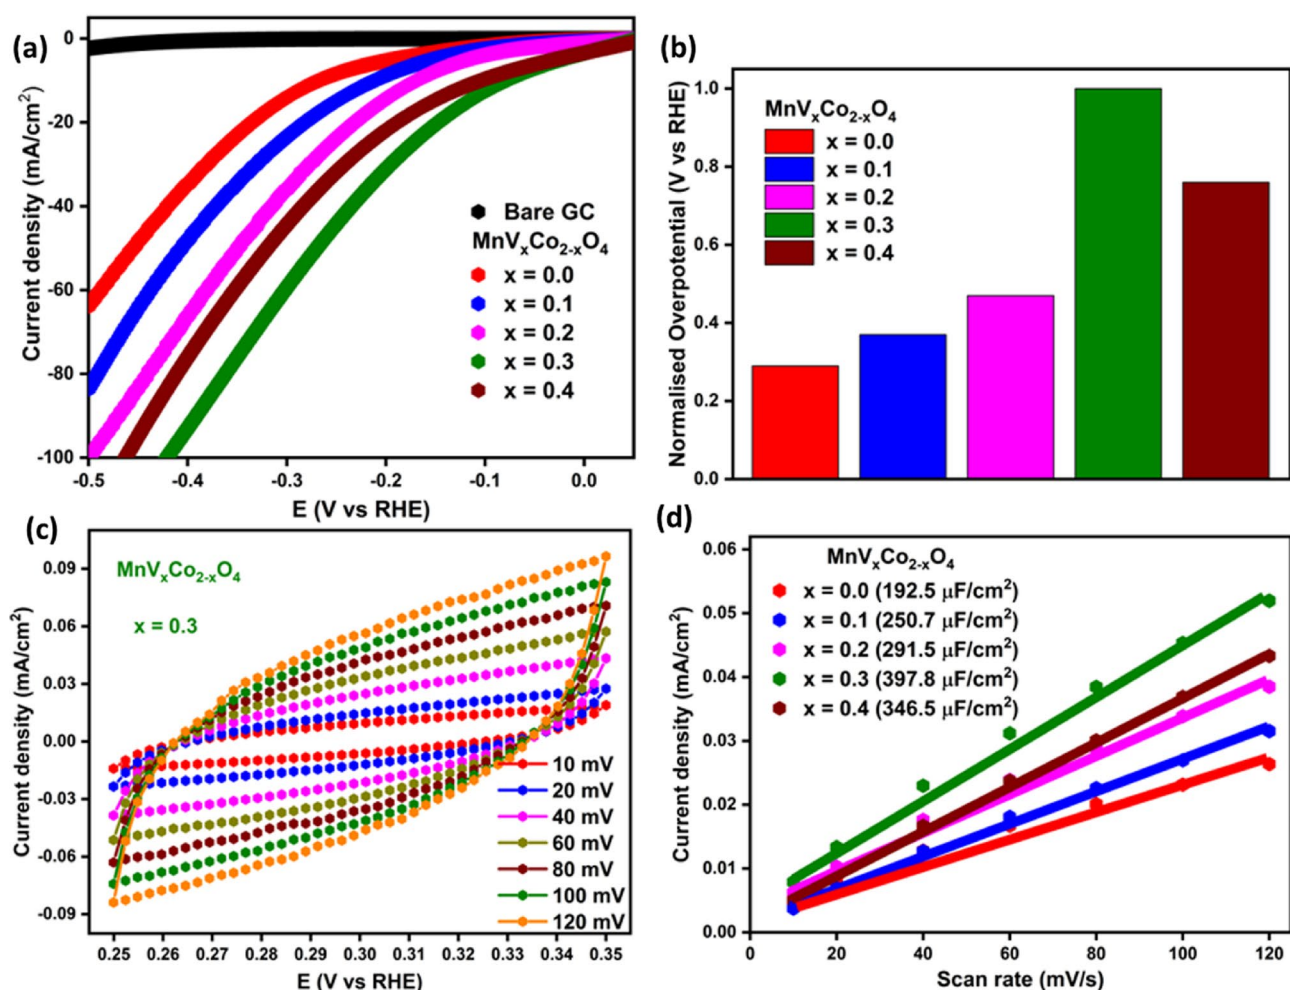 (a)
Current density (mA/cm²)
0
-20
-40
-60
-80
-100
-0.5
-0.4
-0.3
-0.2
-0.1
0.0
E (V vs RHE)
Bare GC
MnVₓCo₂₋ₓO₄
x = 0.0
x = 0.1
x = 0.2
x = 0.3
x = 0.4
(b)
Normalised Overpotential (V vs RHE)
1.0
0.8
0.6
0.4
0.2
0.0
MnVₓCo₂₋ₓO₄
x = 0.0
x = 0.1
x = 0.2
x = 0.3
x = 0.4
(c)
Current density (mA/cm²)
0.09
0.06
0.03
0.00
-0.03
-0.06
-0.09
MnVₓCo₂₋ₓO₄
x = 0.3
10 mV
20 mV
40 mV
60 mV
80 mV
100 mV
120 mV
0.25
0.26
0.27
0.28
0.29
0.30
0.31
0.32
0.33
0.34
0.35
E (V vs RHE)
(d)
Current density (mA/cm²)
0.06
0.05
0.04
0.03
0.02
0.01
0.00
MnVₓCo₂₋ₓO₄
x = 0.0 (192.5 μF/cm²)
x = 0.1 (250.7 μF/cm²)
x = 0.2 (291.5 μF/cm²)
x = 0.3 (397.8 μF/cm²)
x = 0.4 (346.5 μF/cm²)
0
20
40
60
80
100
120
Scan rate (mV/s)